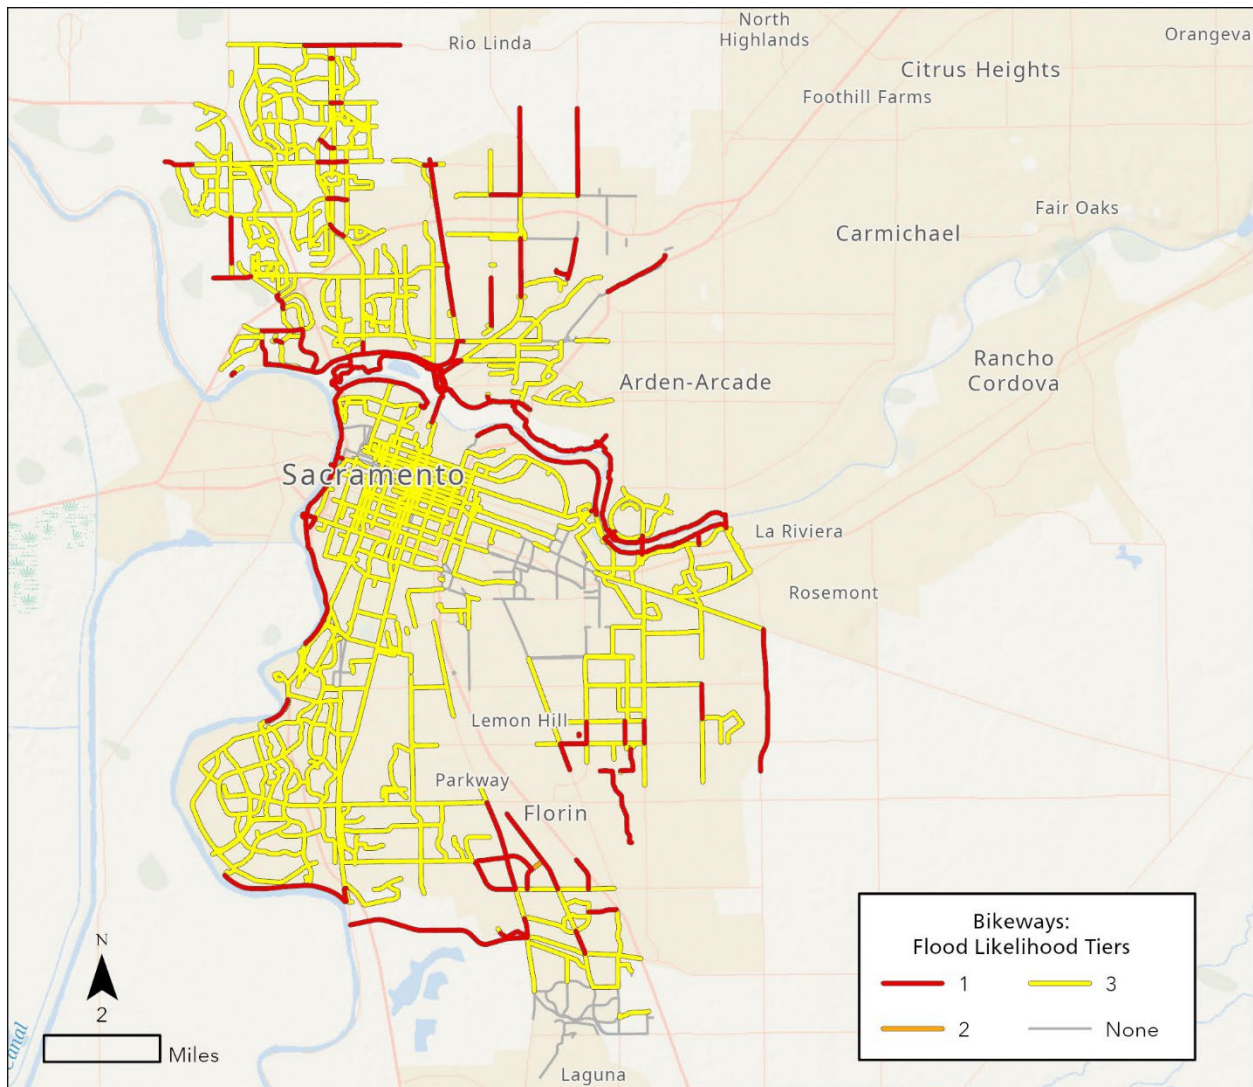 North
Highlands
Rio Linda
Orangeva
Citrus Heights
Foothill Farms
Fair Oaks
Carmichael
Rancho
Cordova
Arden-Arcade
Sacramento
La Riviera
Rosemont
Lemon Hill
Parkway
Florin
Laguna
Canal
N
2
Miles
Bikeways:
Flood Likelihood Tiers
1
3
2
None